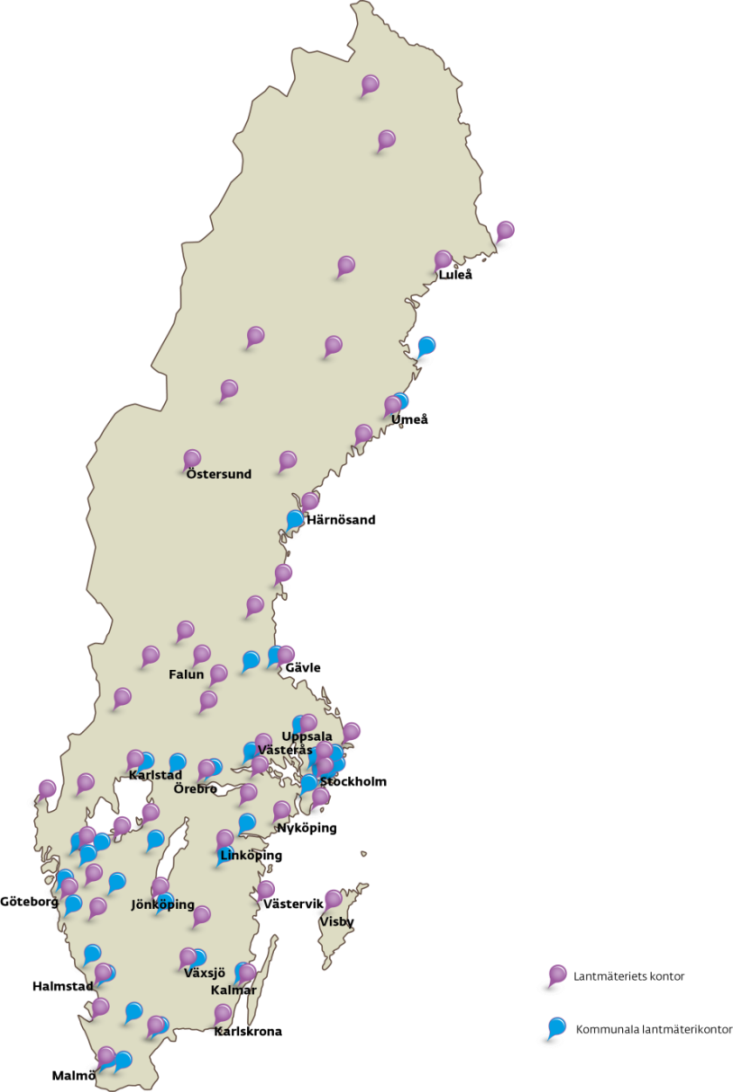 Luleå
Umeå
Östersund
Härnösand
Gävle
Falun
Uppsala
Västerås
Karlstad
Stockholm
Örebro
Nyköping
Linköping
Göteborg
Jönköping
Västervik
Visby
Växsjö
Lantmäteriets kontor
Halmstad
Kalmar
Karlskrona
Kommunala lantmäterikontor
Malmö